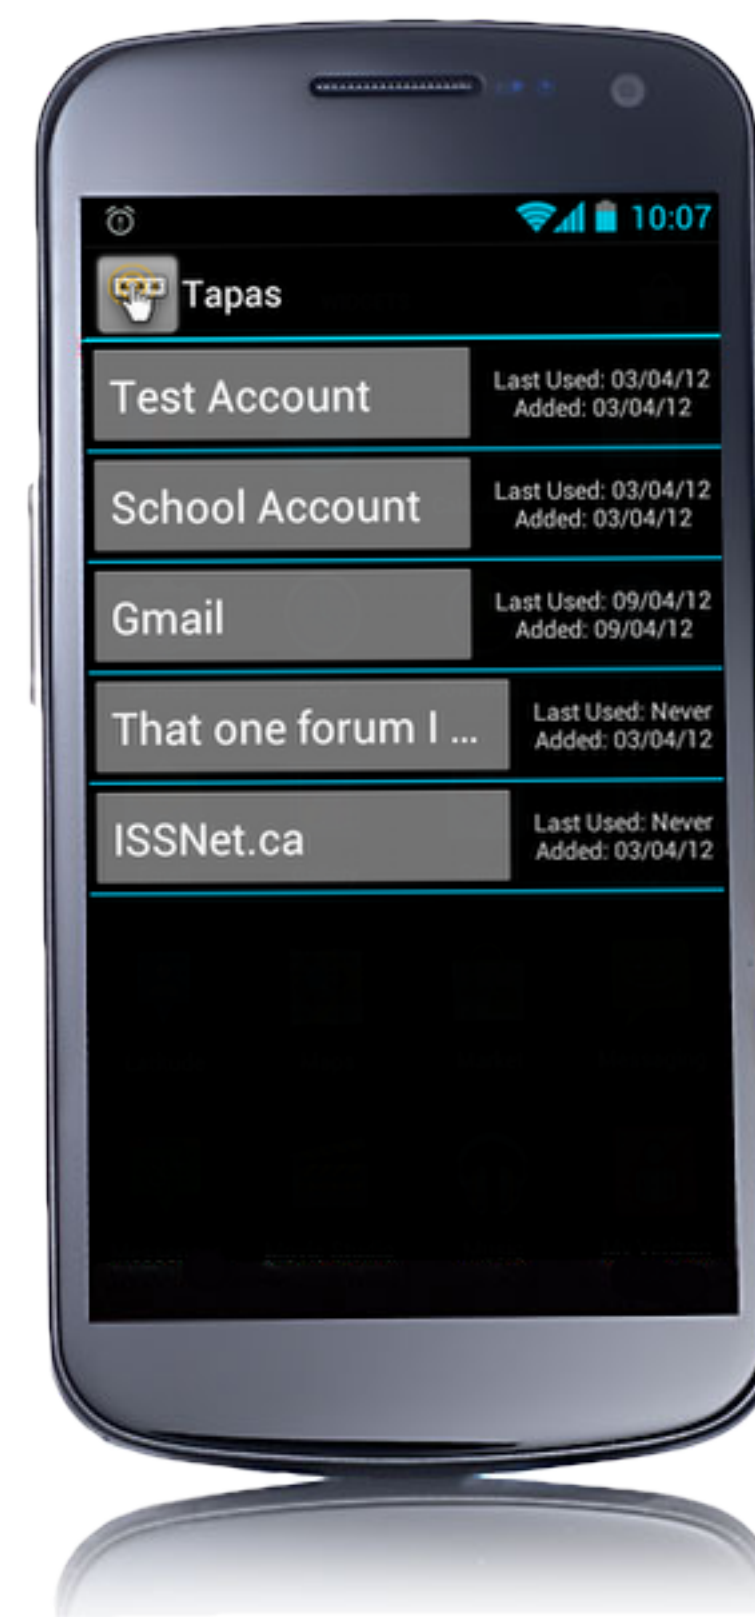 10:07
Tapas
Test Account
Last Used: 03/04/12
Added: 03/04/12
School Account
Last Used: 03/04/12
Added: 03/04/12
Gmail
Last Used: 09/04/12
Added: 09/04/12
That one forum I ...
Last Used: Never
Added: 03/04/12
ISSNet.ca
Last Used: Never
Added: 03/04/12